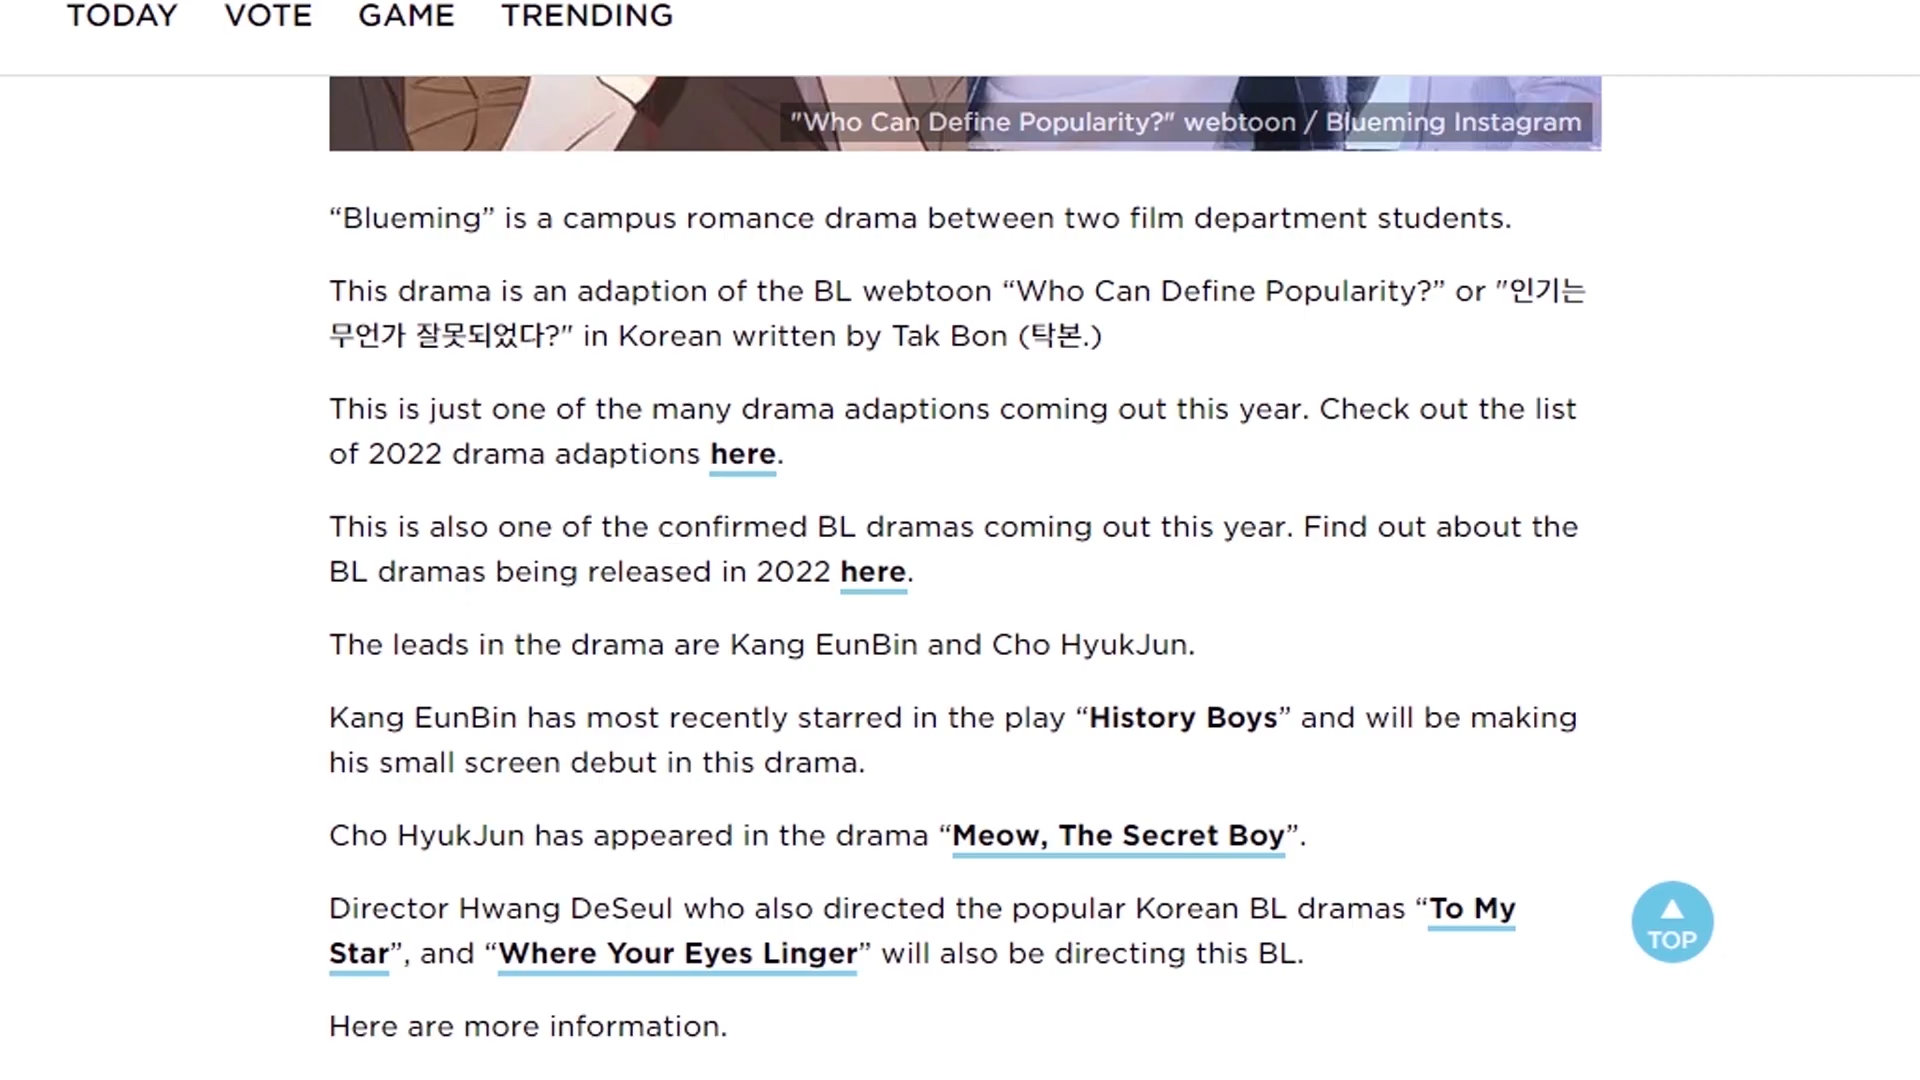 TODAY VOTE GAME TRENDING
"Who Can Define Popularity?" webtoon / Blueming Instagram
“Blueming” is a campus romance drama between two film department students.
This drama is an adaption of the BL webtoon “Who Can Define Popularity?” or "인기는
무언가 잘못되었다?" in Korean written by Tak Bon (탁본.)
This is just one of the many drama adaptions coming out this year. Check out the list
of 2022 drama adaptions here.
This is also one of the confirmed BL dramas coming out this year. Find out about the
BL dramas being released in 2022 here.
The leads in the drama are Kang EunBin and Cho HyukJun.
Kang EunBin has most recently starred in the play “History Boys” and will be making
his small screen debut in this drama.
Cho HyukJun has appeared in the drama “Meow, The Secret Boy”.
Director Hwang DeSeul who also directed the popular Korean BL dramas “To My
Star”, and “Where Your Eyes Linger” will also be directing this BL.
TOP
Here are more information.